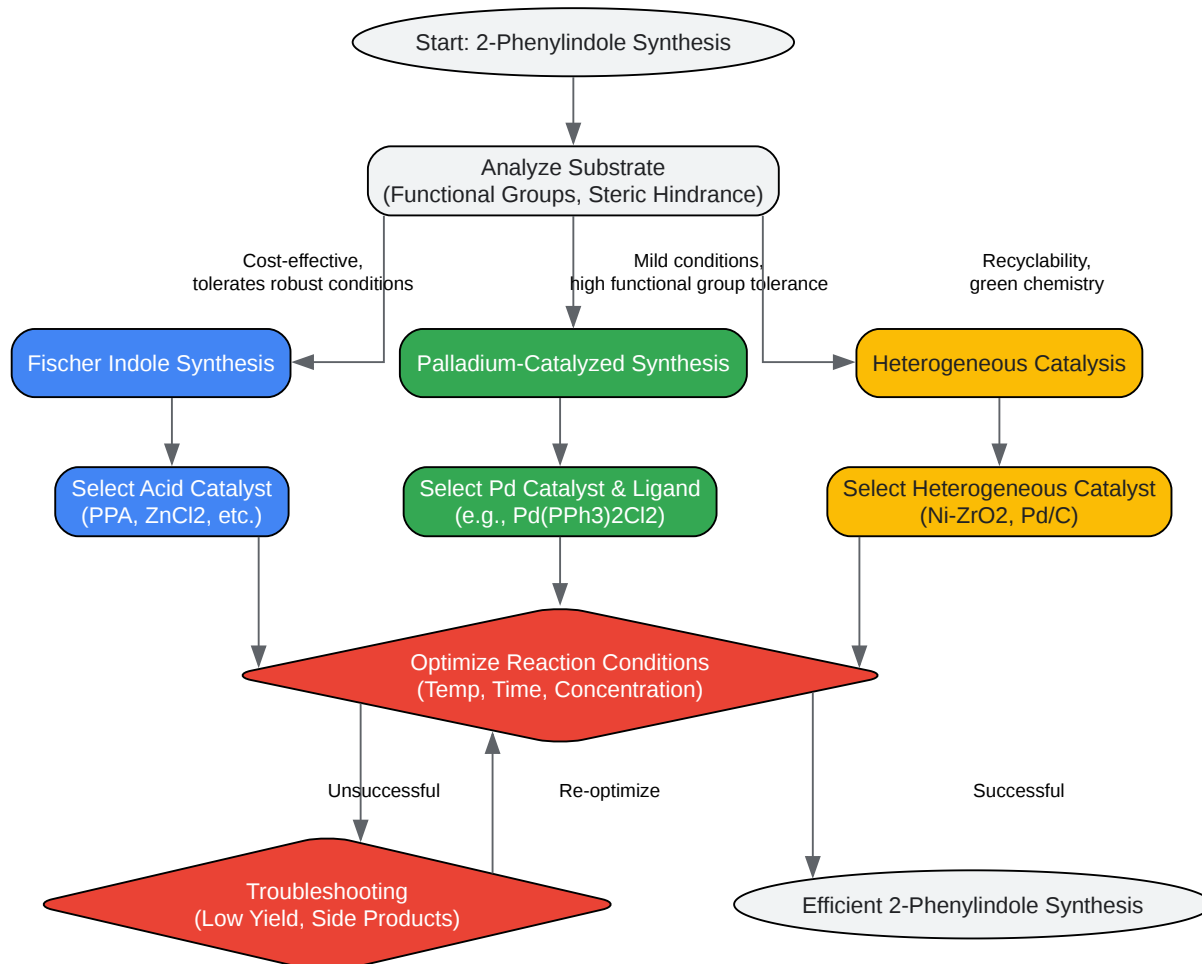 Start: 2-Phenylindole Synthesis
Analyze Substrate
(Functional Groups, Steric Hindrance)
Cost-effective,
tolerates robust conditions
Mild conditions,
high functional group tolerance
Recyclability,
green chemistry
Fischer Indole Synthesis
Palladium-Catalyzed Synthesis
Heterogeneous Catalysis
Select Acid Catalyst
(PPA, ZnCl2, etc.)
Select Pd Catalyst & Ligand
(e.g., Pd(PPh3)2Cl2)
Select Heterogeneous Catalyst
(Ni-ZrO2, Pd/C)
Optimize Reaction Conditions
(Temp, Time, Concentration)
Unsuccessful
Re-optimize
Successful
Troubleshooting
(Low Yield, Side Products)
Efficient 2-Phenylindole Synthesis